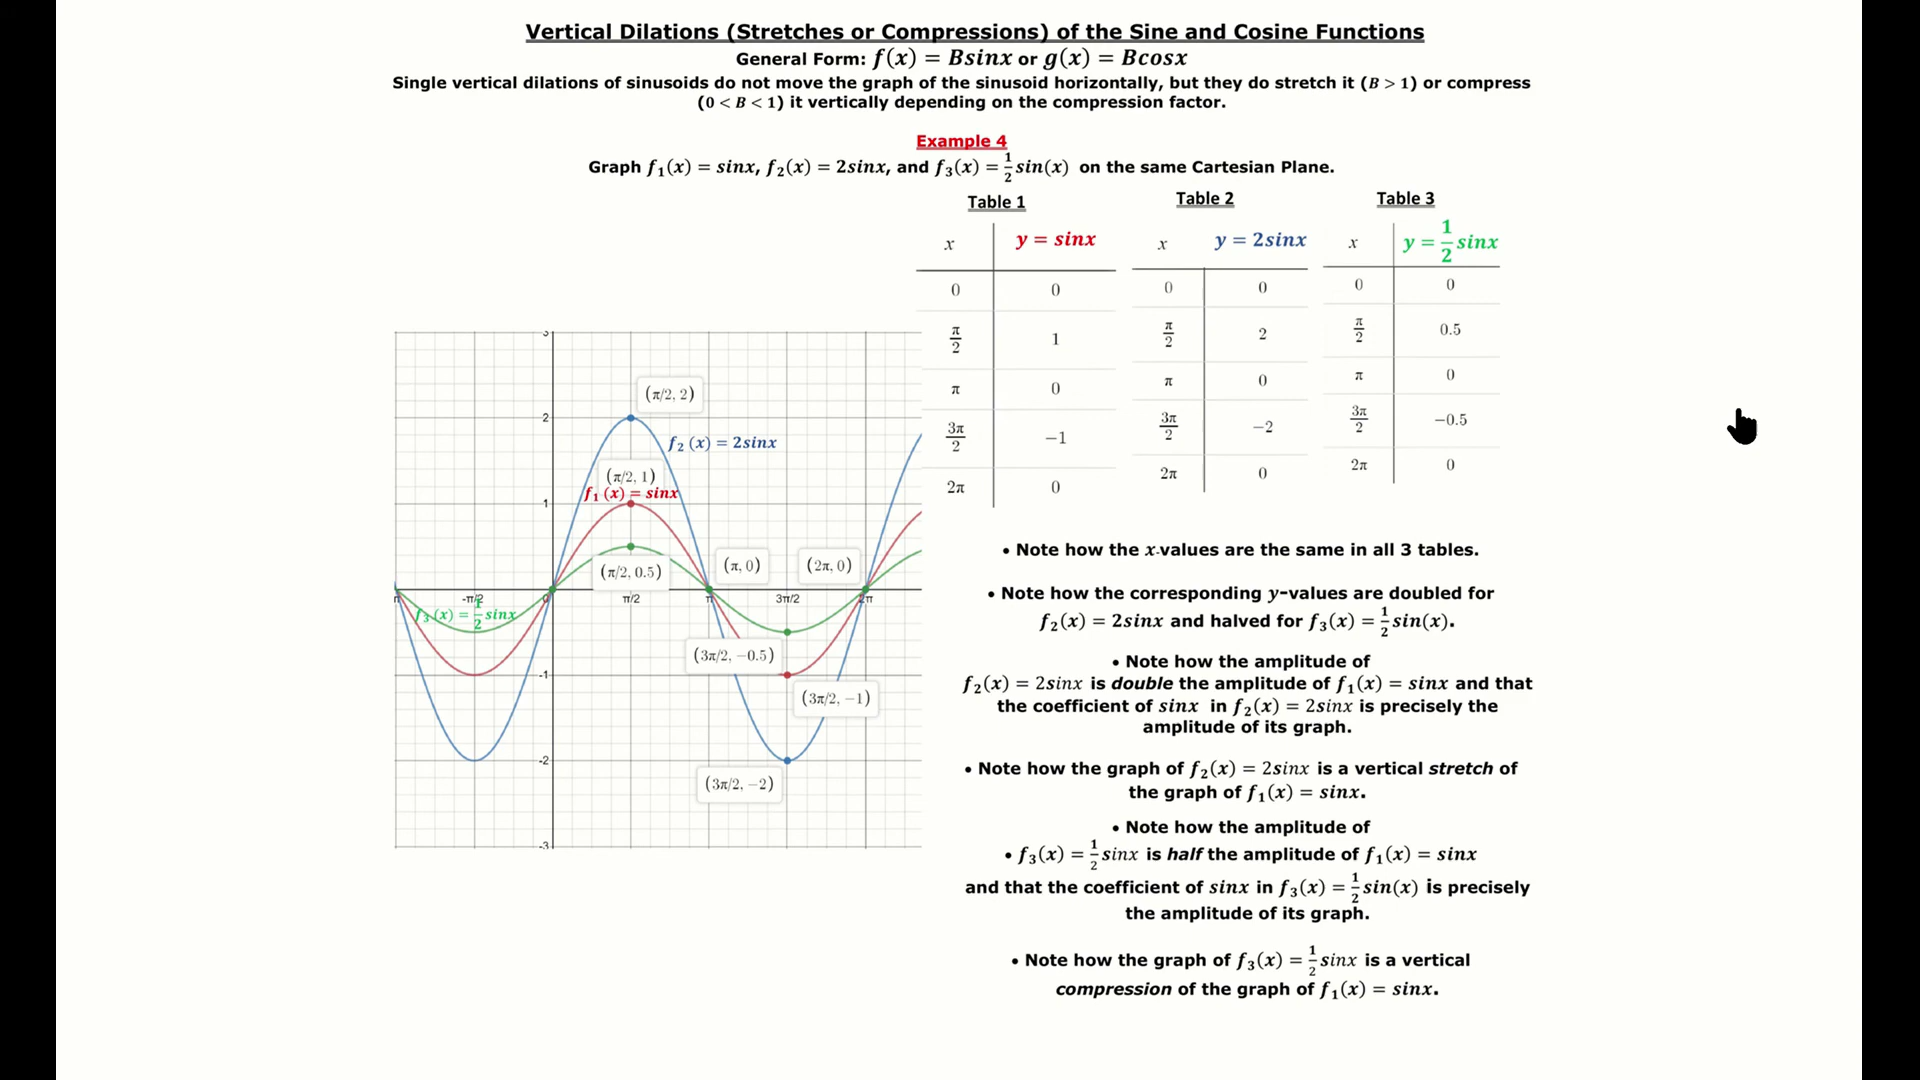 Vertical Dilations (Stretches or Compressions) of the Sine and Cosine Functions
General Form: f(x) = Bsinx or g(x) = Bcosx
Single vertical dilations of sinusoids do not move the graph of the sinusoid horizontally, but they do stretch it (B > 1) or compress
(0 < B < 1) it vertically depending on the compression factor.
Example 4
Graph f₁(x) = sinx, f₂(x) = 2sinx, and f₃(x) = 1/2 sin(x) on the same Cartesian Plane.
Table 1
x y = sinx
0 0
π/2 1
π 0
3π/2 −1
2π 0
Table 2
x y = 2sinx
0 0
π/2 2
π 0
3π/2 −2
2π 0
Table 3
x y = 1/2 sinx
0 0
π/2 0.5
π 0
3π/2 −0.5
2π 0
3
(π/2, 2)
2
f₂ (x) = 2sinx
(π/2, 1)
f₁ (x) = sinx
1
(π, 0) (2π, 0)
(π/2, 0.5)
π -π/2 0 π/2 π 3π/2 2π
f₃(x) = 1/2 sinx
(3π/2, −0.5)
-1
(3π/2, −1)
-2
(3π/2, −2)
-3
• Note how the x-values are the same in all 3 tables.
• Note how the corresponding y-values are doubled for
f₂(x) = 2sinx and halved for f₃(x) = 1/2 sin(x).
• Note how the amplitude of
f₂(x) = 2sinx is double the amplitude of f₁(x) = sinx and that
the coefficient of sinx in f₂(x) = 2sinx is precisely the
amplitude of its graph.
• Note how the graph of f₂(x) = 2sinx is a vertical stretch of
the graph of f₁(x) = sinx.
• Note how the amplitude of
• f₃(x) = 1/2 sinx is half the amplitude of f₁(x) = sinx
and that the coefficient of sinx in f₃(x) = 1/2 sin(x) is precisely
the amplitude of its graph.
• Note how the graph of f₃(x) = 1/2 sinx is a vertical
compression of the graph of f₁(x) = sinx.